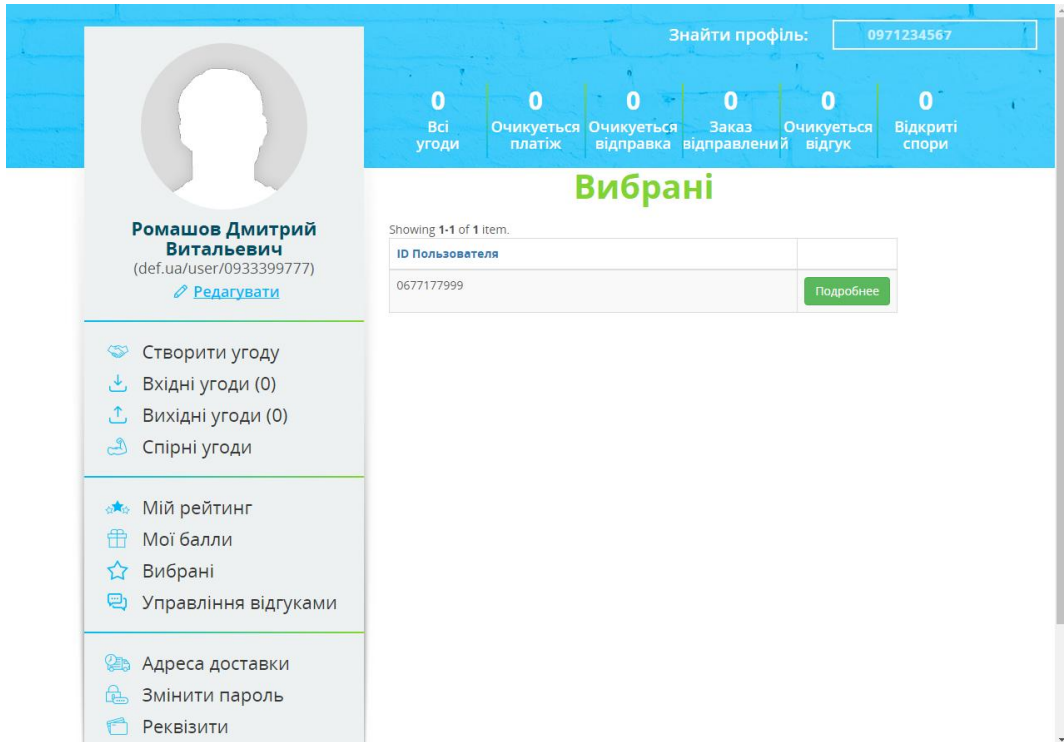 Знайти профіль:
0971234567
0
Всі
угоди
0
Очикуеться
платіж
0
Очикуеться
відправка
0
Заказ
відправлений
0
Очикуеться
відгук
0
Відкриті
спори
Ромашов Дмитрий
Витальевич
(def.ua/user/0933399777)
Редагувати
Створити угоду
Вхідні угоди (0)
Вихідні угоди (0)
Спірні угоди
Мій рейтинг
Мої балли
Вибрані
Управління відгуками
Адреса доставки
Змінити пароль
Реквізити
Вибрані
Showing 1-1 of 1 item.
ID Пользователя
0677177999
Подробнее